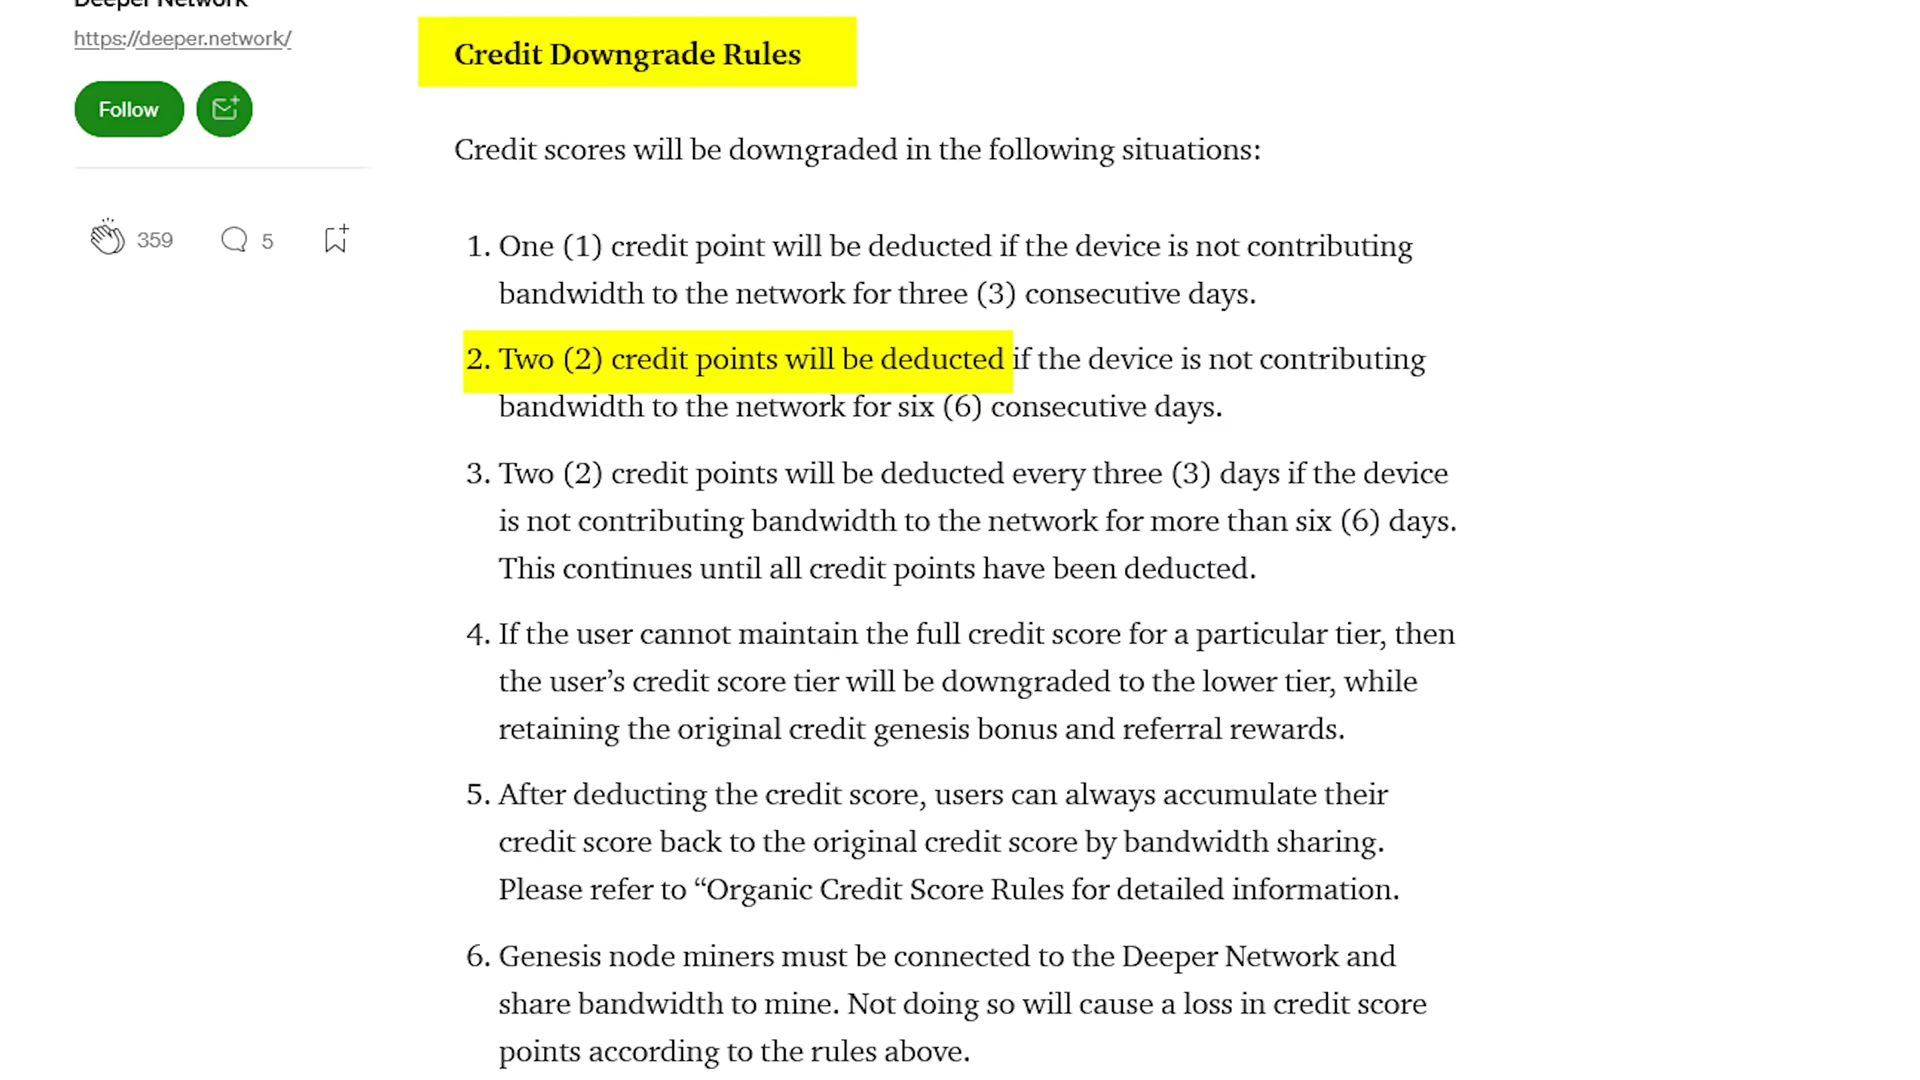 Deeper Network
https://deeper.network/
Follow
359
5
Credit Downgrade Rules
Credit scores will be downgraded in the following situations:
1. One (1) credit point will be deducted if the device is not contributing
bandwidth to the network for three (3) consecutive days.
2. Two (2) credit points will be deducted if the device is not contributing
bandwidth to the network for six (6) consecutive days.
3. Two (2) credit points will be deducted every three (3) days if the device
is not contributing bandwidth to the network for more than six (6) days.
This continues until all credit points have been deducted.
4. If the user cannot maintain the full credit score for a particular tier, then
the user’s credit score tier will be downgraded to the lower tier, while
retaining the original credit genesis bonus and referral rewards.
5. After deducting the credit score, users can always accumulate their
credit score back to the original credit score by bandwidth sharing.
Please refer to “Organic Credit Score Rules for detailed information.
6. Genesis node miners must be connected to the Deeper Network and
share bandwidth to mine. Not doing so will cause a loss in credit score
points according to the rules above.